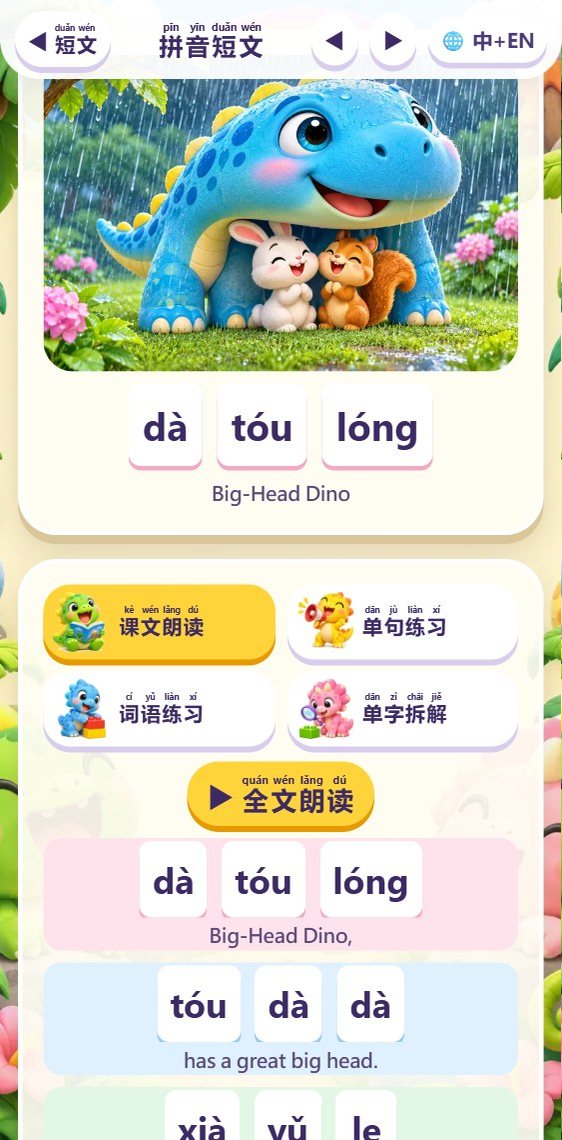 duǎn wén
◀ 短文
pīn yīn duǎn wén
拼音短文
◀ ▶
🌐 中+EN
dà tóu lóng
Big-Head Dino
kè wén lǎng dú
课文朗读
dān jù liàn xí
单句练习
cí yǔ liàn xí
词语练习
dān zì chāi jiě
单字拆解
quán wén lǎng dú
▶ 全文朗读
dà tóu lóng
Big-Head Dino,
tóu dà dà
has a great big head.
xià yǔ le